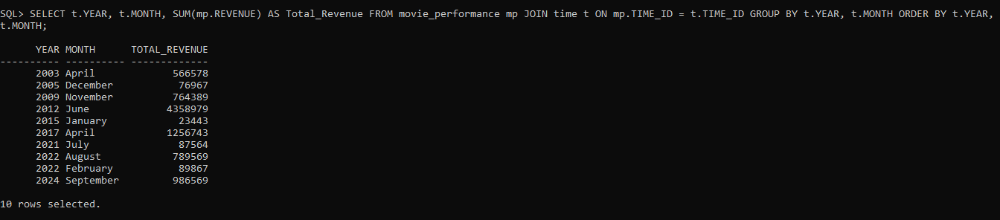 SQL> SELECT t.YEAR, t.MONTH, SUM(mp.REVENUE) AS Total_Revenue FROM movie_performance mp JOIN time t ON mp.TIME_ID = t.TIME_ID GROUP BY t.YEAR, t.MONTH ORDER BY t.YEAR,
t.MONTH;
YEAR MONTH TOTAL_REVENUE
---------- ---------- -------------
2003 April 566578
2005 December 76967
2009 November 764389
2012 June 4358979
2015 January 23443
2017 April 1256743
2021 July 87564
2022 August 789569
2022 February 89867
2024 September 986569
10 rows selected.